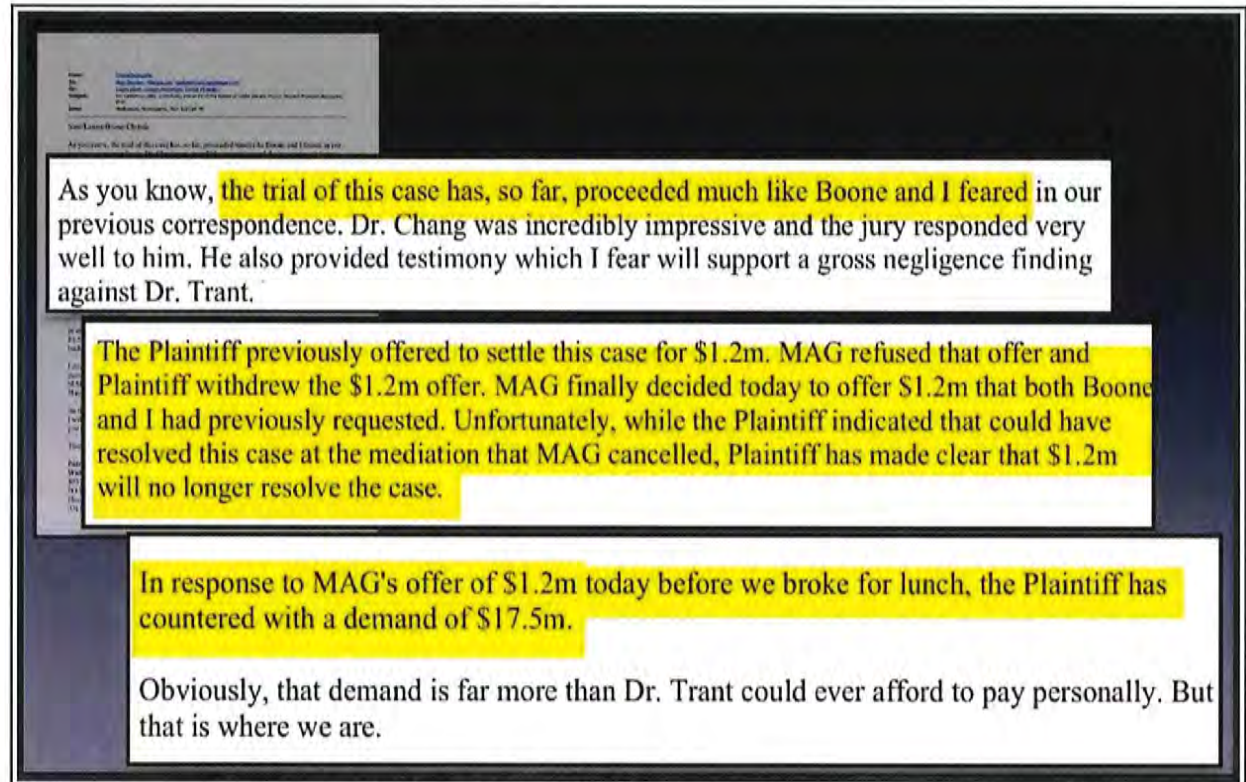 As you know, the trial of this case has, so far, proceeded much like Boone and I feared in our
previous correspondence. Dr. Chang was incredibly impressive and the jury responded very
well to him. He also provided testimony which I fear will support a gross negligence finding
against Dr. Trant.
The Plaintiff previously offered to settle this case for $1.2m. MAG refused that offer and
Plaintiff withdrew the $1.2m offer. MAG finally decided today to offer $1.2m that both Boone
and I had previously requested. Unfortunately, while the Plaintiff indicated that could have
resolved this case at the mediation that MAG cancelled, Plaintiff has made clear that $1.2m
will no longer resolve the case.
In response to MAG's offer of $1.2m today before we broke for lunch, the Plaintiff has
countered with a demand of $17.5m.
Obviously, that demand is far more than Dr. Trant could ever afford to pay personally. But
that is where we are.